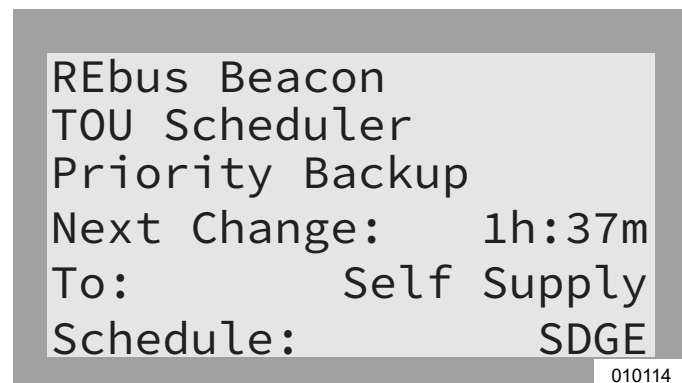 REbus Beacon
TOU Scheduler
Priority Backup
Next Change: 1h:37m
To: Self Supply
Schedule: SDGE
010114